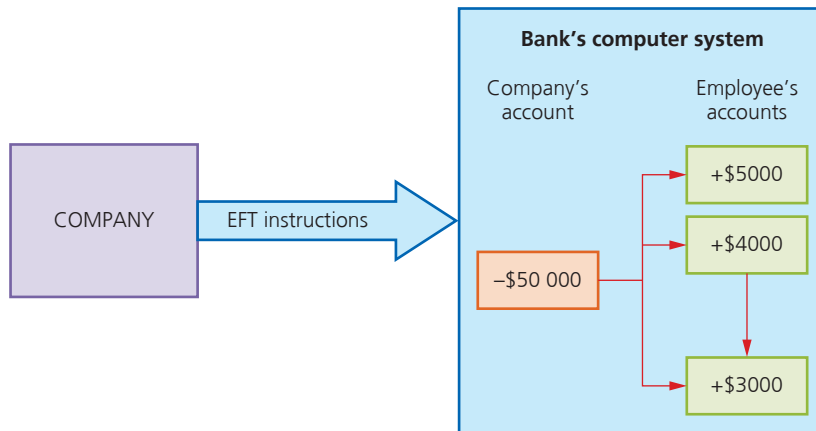 Bank’s computer system
Company’s
account
Employee’s
accounts
COMPANY
EFT instructions
+$5000
+$4000
–$50 000
+$3000